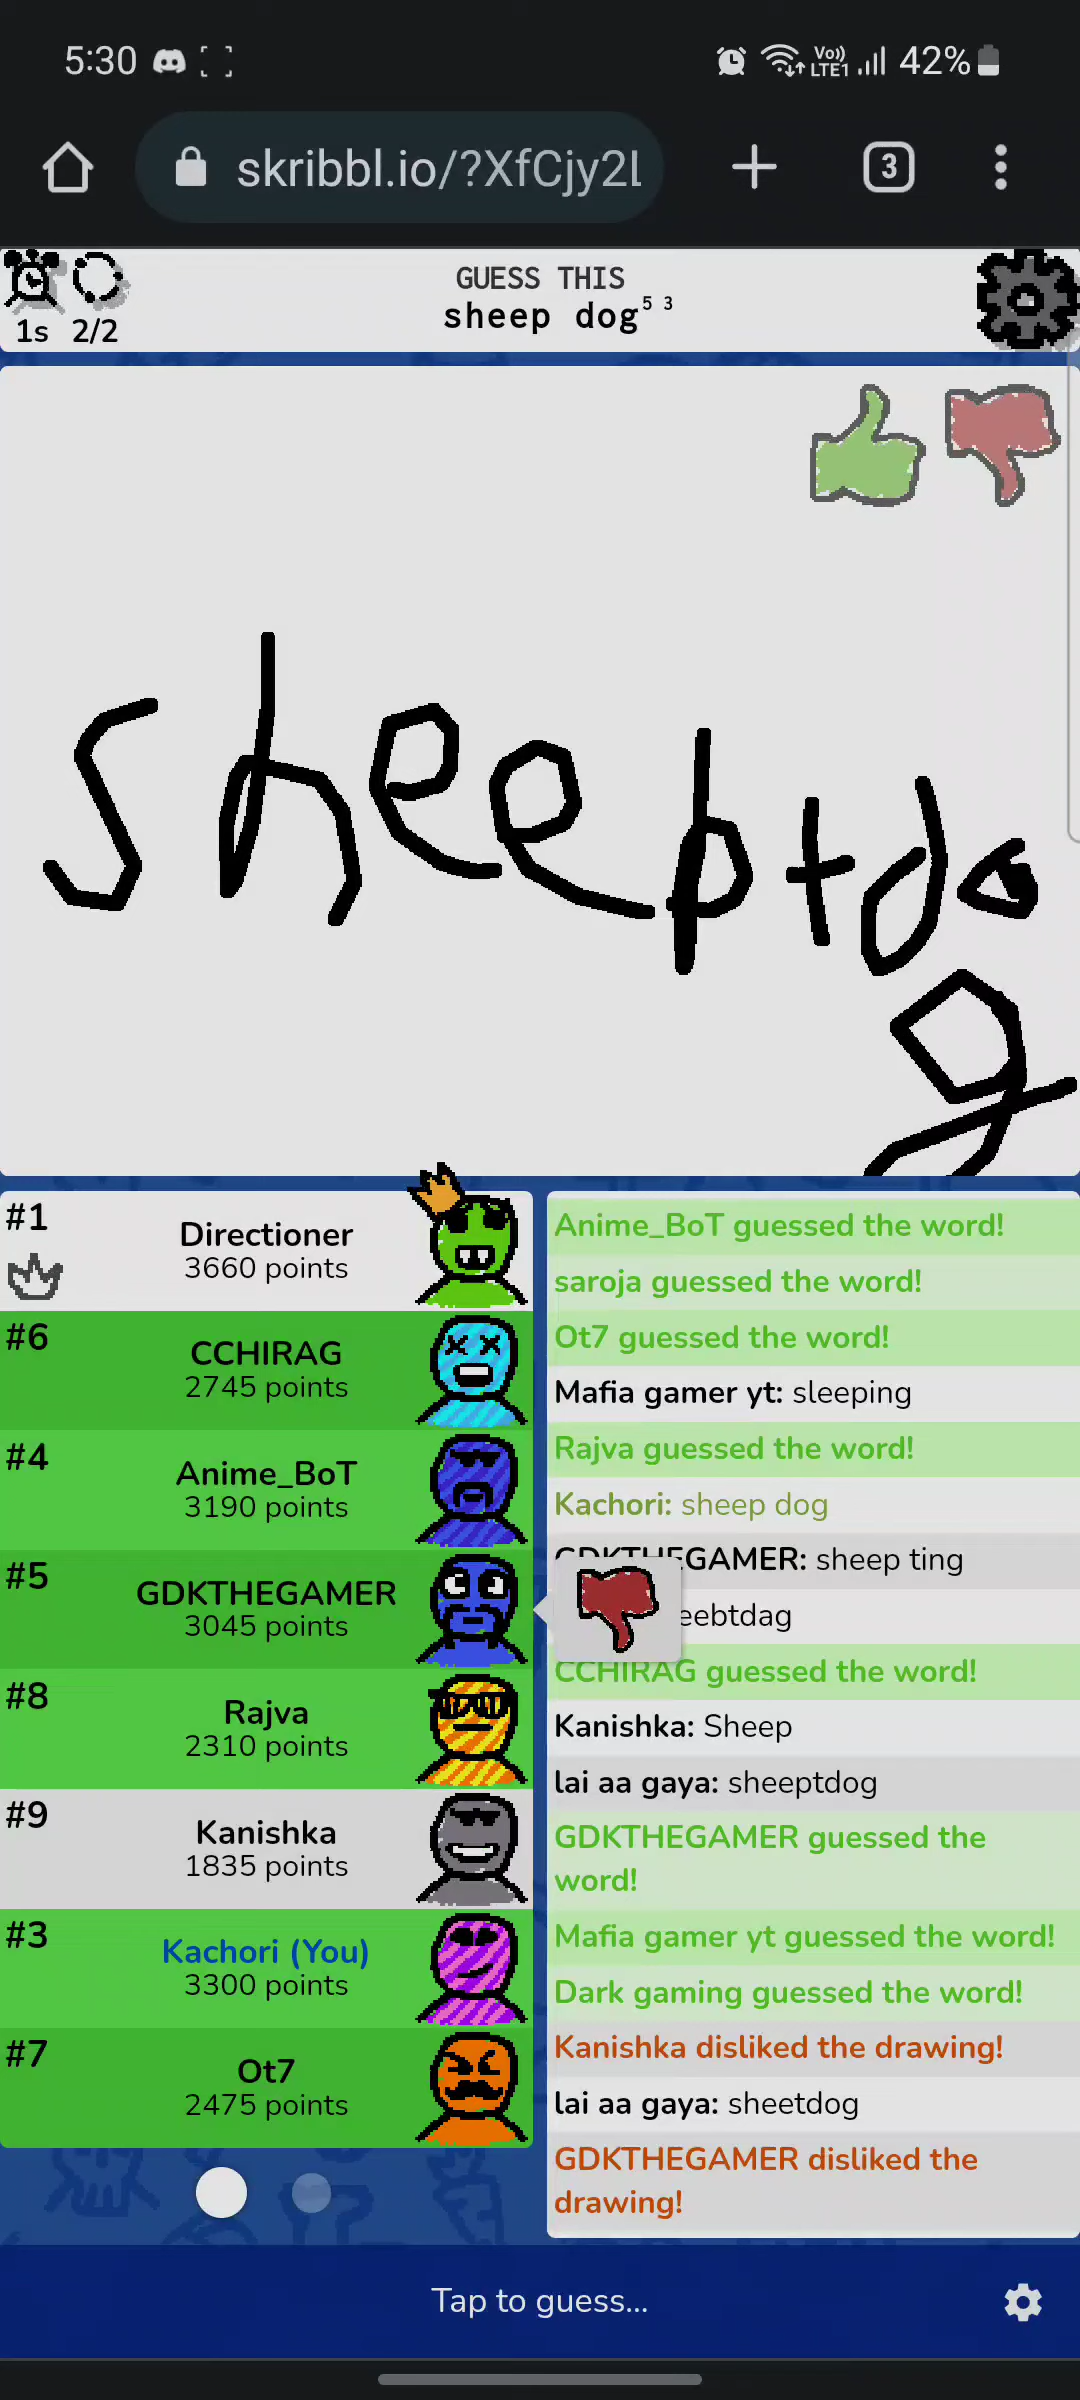 5:30
Vo)) LTE1 42%
skribbl.io/?XfCjy2l
3
GUESS THIS
sheep dog 5 3
1s 2/2
sheeptdo
g
#1
Directioner
3660 points
#6
CCHIRAG
2745 points
#4
Anime_BoT
3190 points
#5
GDKTHEGAMER
3045 points
#8
Rajva
2310 points
#9
Kanishka
1835 points
#3
Kachori (You)
3300 points
#7
Ot7
2475 points
Anime_BoT guessed the word!
saroja guessed the word!
Ot7 guessed the word!
Mafia gamer yt: sleeping
Rajva guessed the word!
Kachori: sheep dog
GDKTHEGAMER: sheep ting
eebtdag
CCHIRAG guessed the word!
Kanishka: Sheep
lai aa gaya: sheeptdog
GDKTHEGAMER guessed the
word!
Mafia gamer yt guessed the word!
Dark gaming guessed the word!
Kanishka disliked the drawing!
lai aa gaya: sheetdog
GDKTHEGAMER disliked the
drawing!
Tap to guess...